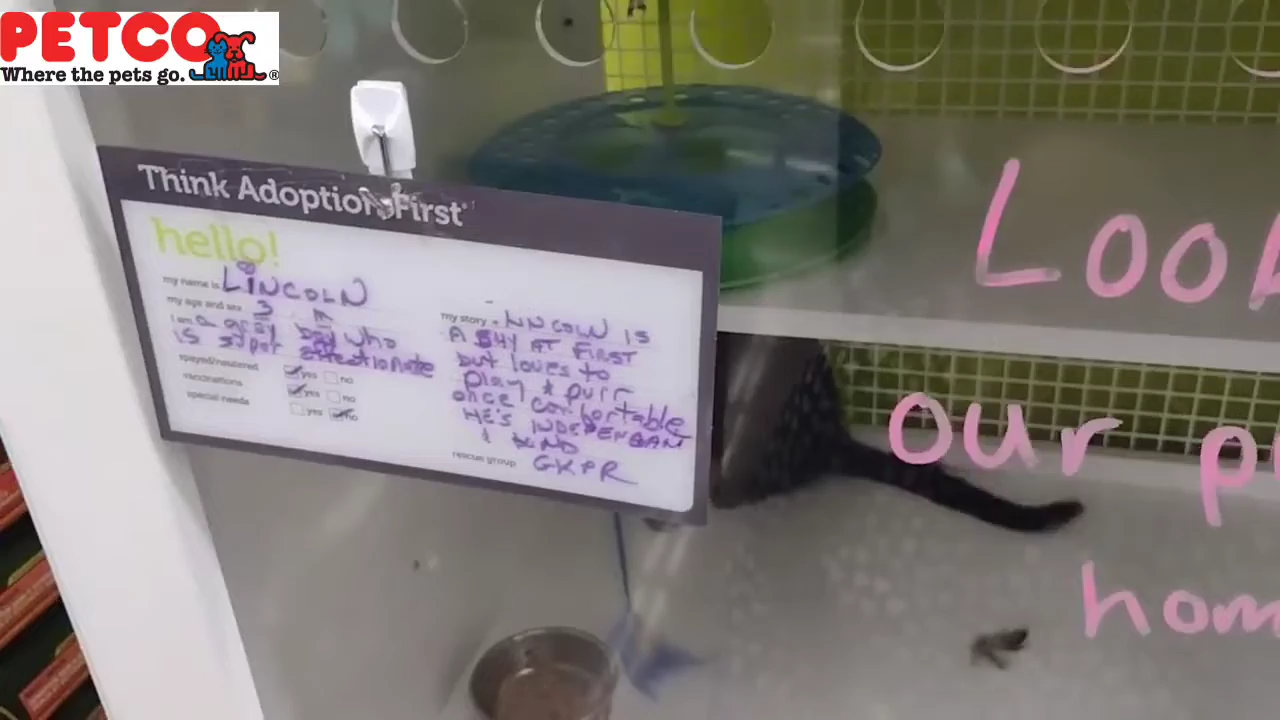 PETCO
Where the pets go.
Think Adoption First
hello!
my name is LiNCOLN
my age and sex 3 M
I am a gray boy who
is super affectionate
spayed/neutered yes no
vaccinations yes no
special needs yes no
my story - LiNCOLN IS
A SHY AT FIRST
but loves to
play & purr
once comfortable
HE'S INDEPENDANT
& KIND
rescue group GKPR
Look
our p
hom